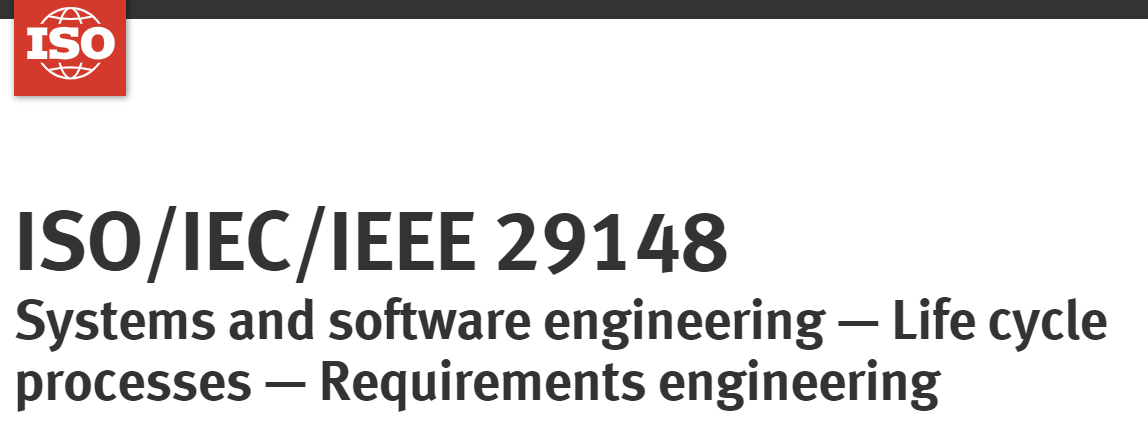 ISO
ISO/IEC/IEEE 29148
Systems and software engineering — Life cycle
processes — Requirements engineering